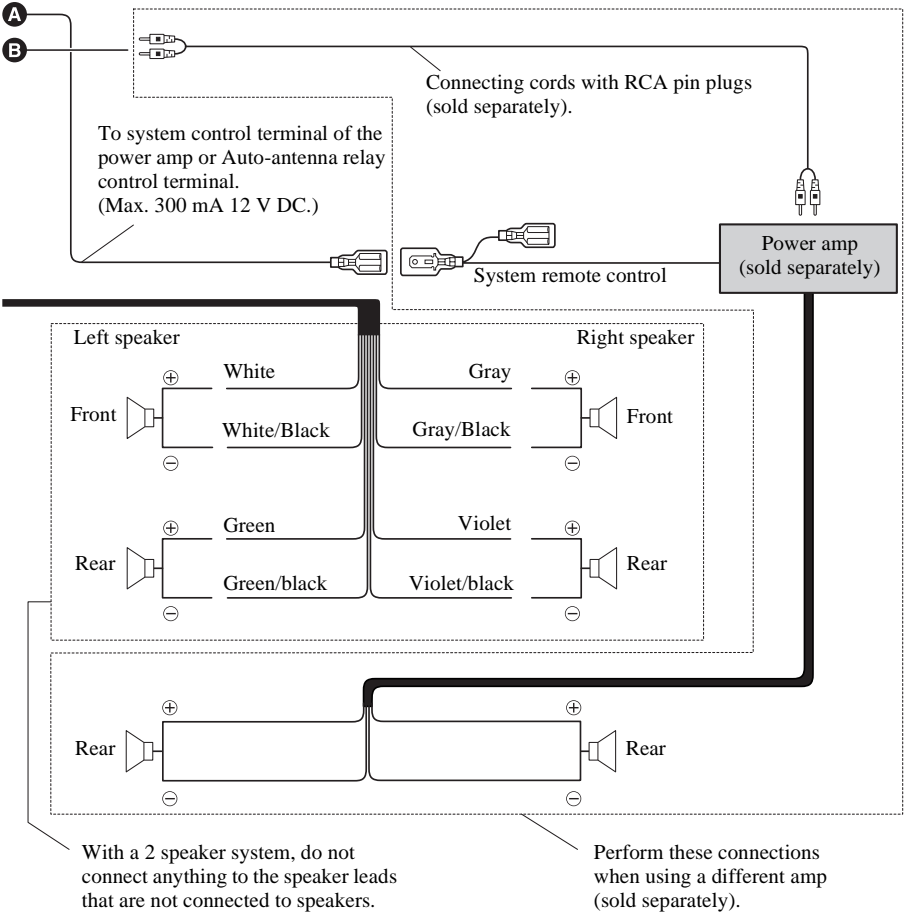 A
B
Connecting cords with RCA pin plugs
(sold separately).
To system control terminal of the
power amp or Auto-antenna relay
control terminal.
(Max. 300 mA 12 V DC.)
System remote control
Power amp
(sold separately)
Left speaker
Right speaker
⊕
White
Gray
⊕
Front
Front
White/Black
Gray/Black
⊖
⊖
⊕
Green
Violet
⊕
Rear
Rear
Green/black
Violet/black
⊖
⊖
⊕
⊕
Rear
Rear
⊖
⊖
With a 2 speaker system, do not
connect anything to the speaker leads
that are not connected to speakers.
Perform these connections
when using a different amp
(sold separately).